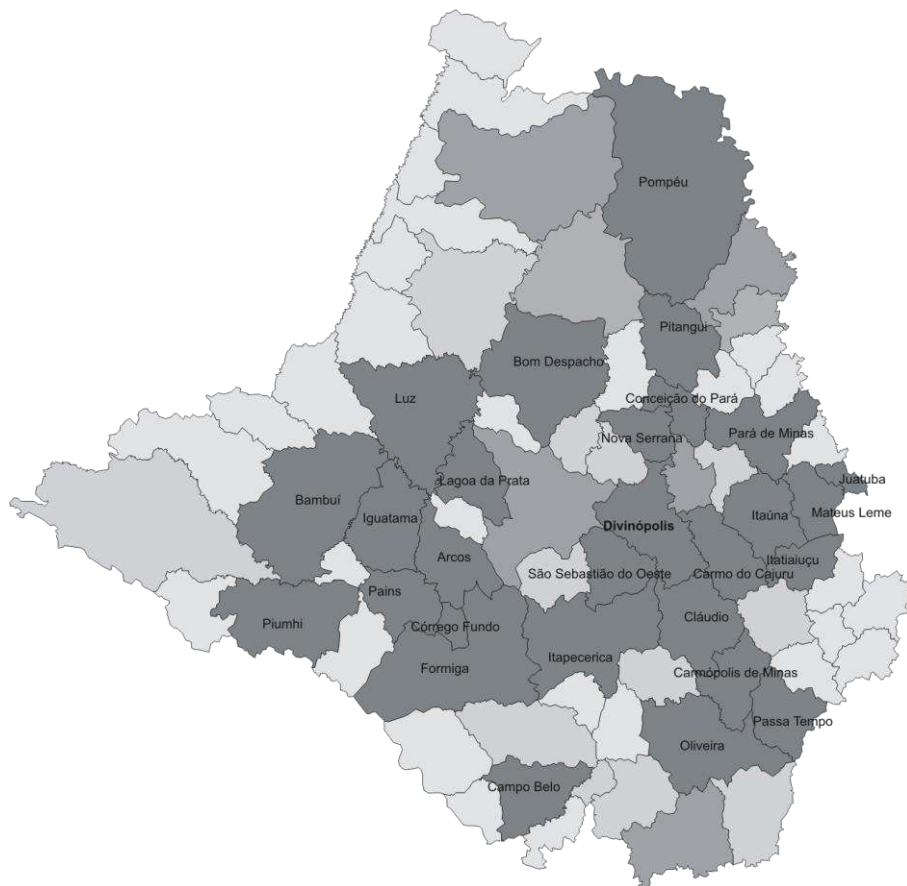 Pompéu
Pitangui
Bom Despacho
Luz
Conceição do Pará
Nova Serrana
Pará de Minas
Lagoa da Prata
Juatuba
Bambuí
Iguatama
Divinópolis
Itaúna
Mateus Leme
Arcos
Itatiaiuçu
São Sebastião do Oeste
Cármo do Cajuru
Pains
Piumhi
Córrego Fundo
Cláudio
Itapecerica
Formiga
Carmópolis de Minas
Passa Tempo
Oliveira
Campo Belo